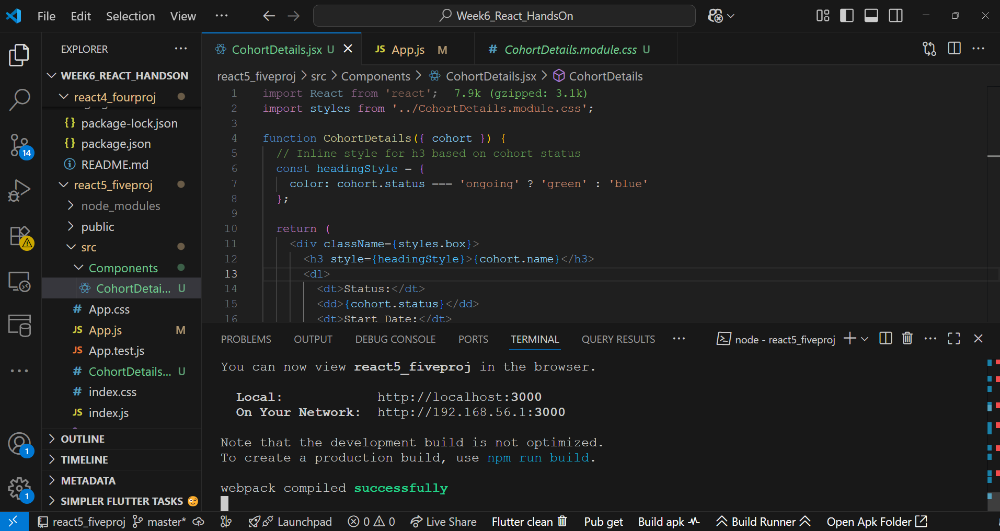 File Edit Selection View ··· Week6_React_HandsOn
EXPLORER ···
WEEK6_REACT_HANDSON
react4_fourproj
{} package-lock.json
{} package.json
README.md
react5_fiveproj
node_modules
public
src
Components
CohortDetai... U
# App.css
JS App.js M
JS App.test.js
# CohortDetails... U
# index.css
JS index.js
OUTLINE
TIMELINE
METADATA
SIMPLER FLUTTER TASKS 😊
14
1
1
CohortDetails.jsx U JS App.js M # CohortDetails.module.css U
react5_fiveproj > src > Components > CohortDetails.jsx > CohortDetails
1 import React from 'react'; 7.9k (gzipped: 3.1k)
2 import styles from '../CohortDetails.module.css';
3
4 function CohortDetails({ cohort }) {
5 // Inline style for h3 based on cohort status
6 const headingStyle = {
7 color: cohort.status === 'ongoing' ? 'green' : 'blue'
8 };
9
10 return (
11 <div className={styles.box}>
12 <h3 style={headingStyle}>{cohort.name}</h3>
13 <dl>
14 <dt>Status:</dt>
15 <dd>{cohort.status}</dd>
16 <dt>Start Date:</dt>
PROBLEMS OUTPUT DEBUG CONSOLE PORTS TERMINAL QUERY RESULTS ··· node - react5_fiveproj
You can now view react5_fiveproj in the browser.
Local: http://localhost:3000
On Your Network: http://192.168.56.1:3000
Note that the development build is not optimized.
To create a production build, use npm run build.
webpack compiled successfully
react5_fiveproj master* Launchpad 0 0 Live Share Flutter clean Pub get Build apk Build Runner Open Apk Folder